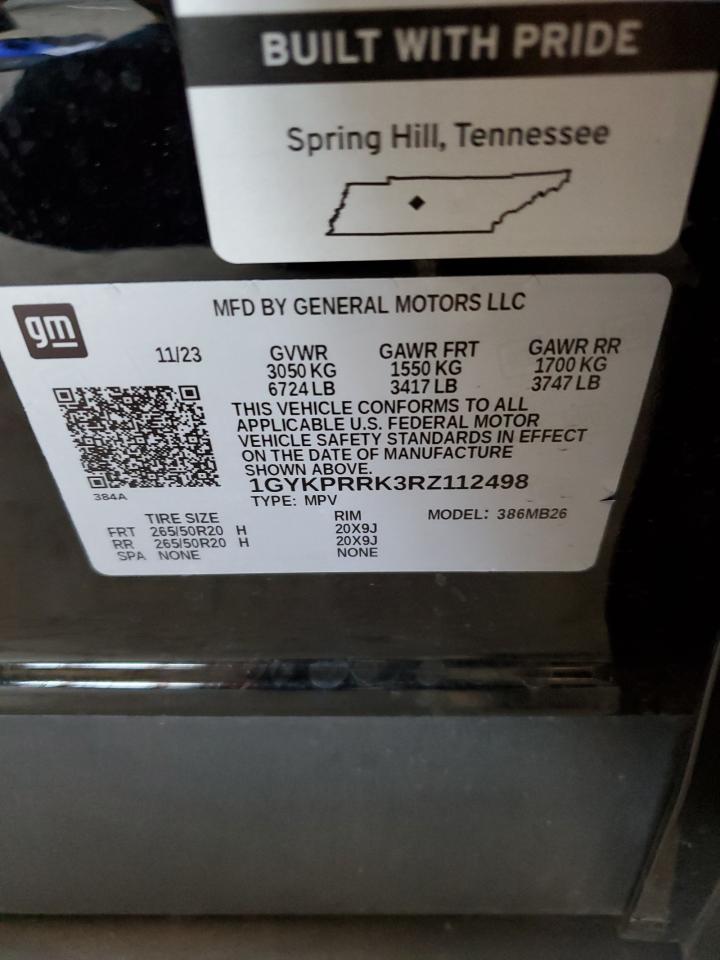 BUILT WITH PRIDE
Spring Hill, Tennessee
gm
MFD BY GENERAL MOTORS LLC
11/23 GVWR GAWR FRT GAWR RR
3050 KG 1550 KG 1700 KG
6724 LB 3417 LB 3747 LB
THIS VEHICLE CONFORMS TO ALL
APPLICABLE U.S. FEDERAL MOTOR
VEHICLE SAFETY STANDARDS IN EFFECT
ON THE DATE OF MANUFACTURE
SHOWN ABOVE.
1GYKPRRK3RZ112498
384A
TYPE: MPV
TIRE SIZE RIM MODEL: 386MB26
FRT 265/50R20 H 20X9J
RR 265/50R20 H 20X9J
SPA NONE NONE